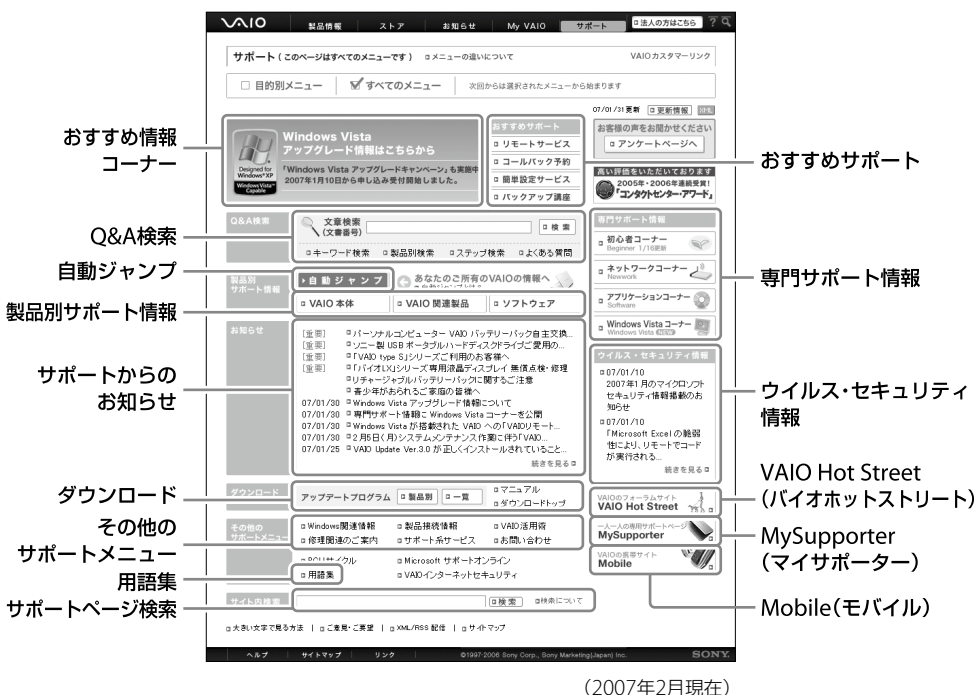 VAIO
製品情報
ストア
お知らせ
My VAIO
サポート
法人の方はこちら
?
サポート ( このページはすべてのメニューです )
メニューの違いについて
VAIOカスタマーリンク
目的別メニュー
すべてのメニュー
次回からは選択されたメニューから始まります
07/01/31更新
更新情報
XML
おすすめ情報
コーナー
Designed for
Windows® XP
Windows Vista™
Capable
Windows Vista
アップグレード情報はこちらから
「Windows Vista アップグレードキャンペーン」も実施中
2007年1月10日から申し込み受付開始しました。
おすすめサポート
リモートサービス
コールバック予約
簡単設定サービス
バックアップ講座
お客様の声をお聞かせください
アンケートページへ
高い評価をいただいております
2005年・2006年連続受賞!
「コンタクトセンター・アワード」
おすすめサポート
Q&A検索
Q&A検索
文章検索
(文書番号)
検 索
キーワード検索
製品別検索
ステップ検索
よくある質問
自動ジャンプ
製品別
サポート情報
自 動 ジ ャ ン プ
あなたのご所有のVAIOの情報へ
自動ジャンプとは?
製品別サポート情報
VAIO 本体
VAIO 関連製品
ソフトウェア
専門サポート情報
初心者コーナー
Beginner 1/16更新
ネットワークコーナー
Newwork
アプリケーションコーナー
Software
Windows Vista コーナー
Windows Vista NEW
専門サポート情報
サポートからの
お知らせ
お知らせ
[重要] パーソナルコンピューター VAIO バッテリーパック自主交換...
[重要] ソニー製 USB ポータブルハードディスクドライブご愛用の...
[重要] 「VAIO type S」シリーズご利用のお客様へ
[重要] 「バイオLX」シリーズ専用液晶ディスプレイ 無償点検・修理
リチャージャブルバッテリーパックに関するご注意
青少年がおられるご家庭の皆様へ
07/01/30 Windows Vista アップグレード情報について
07/01/30 専門サポート情報に Windows Vista コーナーを公開
07/01/30 Windows Vista が搭載された VAIO への「VAIOリモート...
07/01/30 2月5日(月)システムメンテナンス作業に伴う「VAIO...
07/01/25 VAIO Update Ver.3.0 が正しくインストールされていること...
続きを見る
ウイルス・セキュリティ情報
07/01/10
2007年1月のマイクロソフト
セキュリティ情報掲載のお
知らせ
07/01/10
「Microsoft Excel の脆弱
性により、リモートでコード
が実行される...
続きを見る
ウイルス・セキュリティ
情報
ダウンロード
ダウンロード
アップデートプログラム
製品別
一覧
マニュアル
ダウンロードトップ
VAIOのフォーラムサイト
VAIO Hot Street
VAIO Hot Street
(バイオホットストリート)
その他の
サポートメニュー
その他の
サポートメニュー
Windows関連情報
製品接続情報
VAIO活用術
修理関連のご案内
サポート系サービス
お問い合わせ
一人一人の専用サポートページ
MySupporter
MySupporter
(マイサポーター)
PCリサイクル
Microsoft サポートオンライン
用語集
用語集
VAIOインターネットセキュリティ
VAIOの携帯サイト
Mobile
Mobile(モバイル)
サポートページ検索
サイト内検索
検索
検索について
大きい文字で見る方法 | ご意見・ご要望 | XML/RSS 配信 | サイトマップ
ヘルプ
サイトマップ
リンク
©1997-2006 Sony Corp., Sony Marketing(Japan) Inc.
SONY
(2007年2月現在)